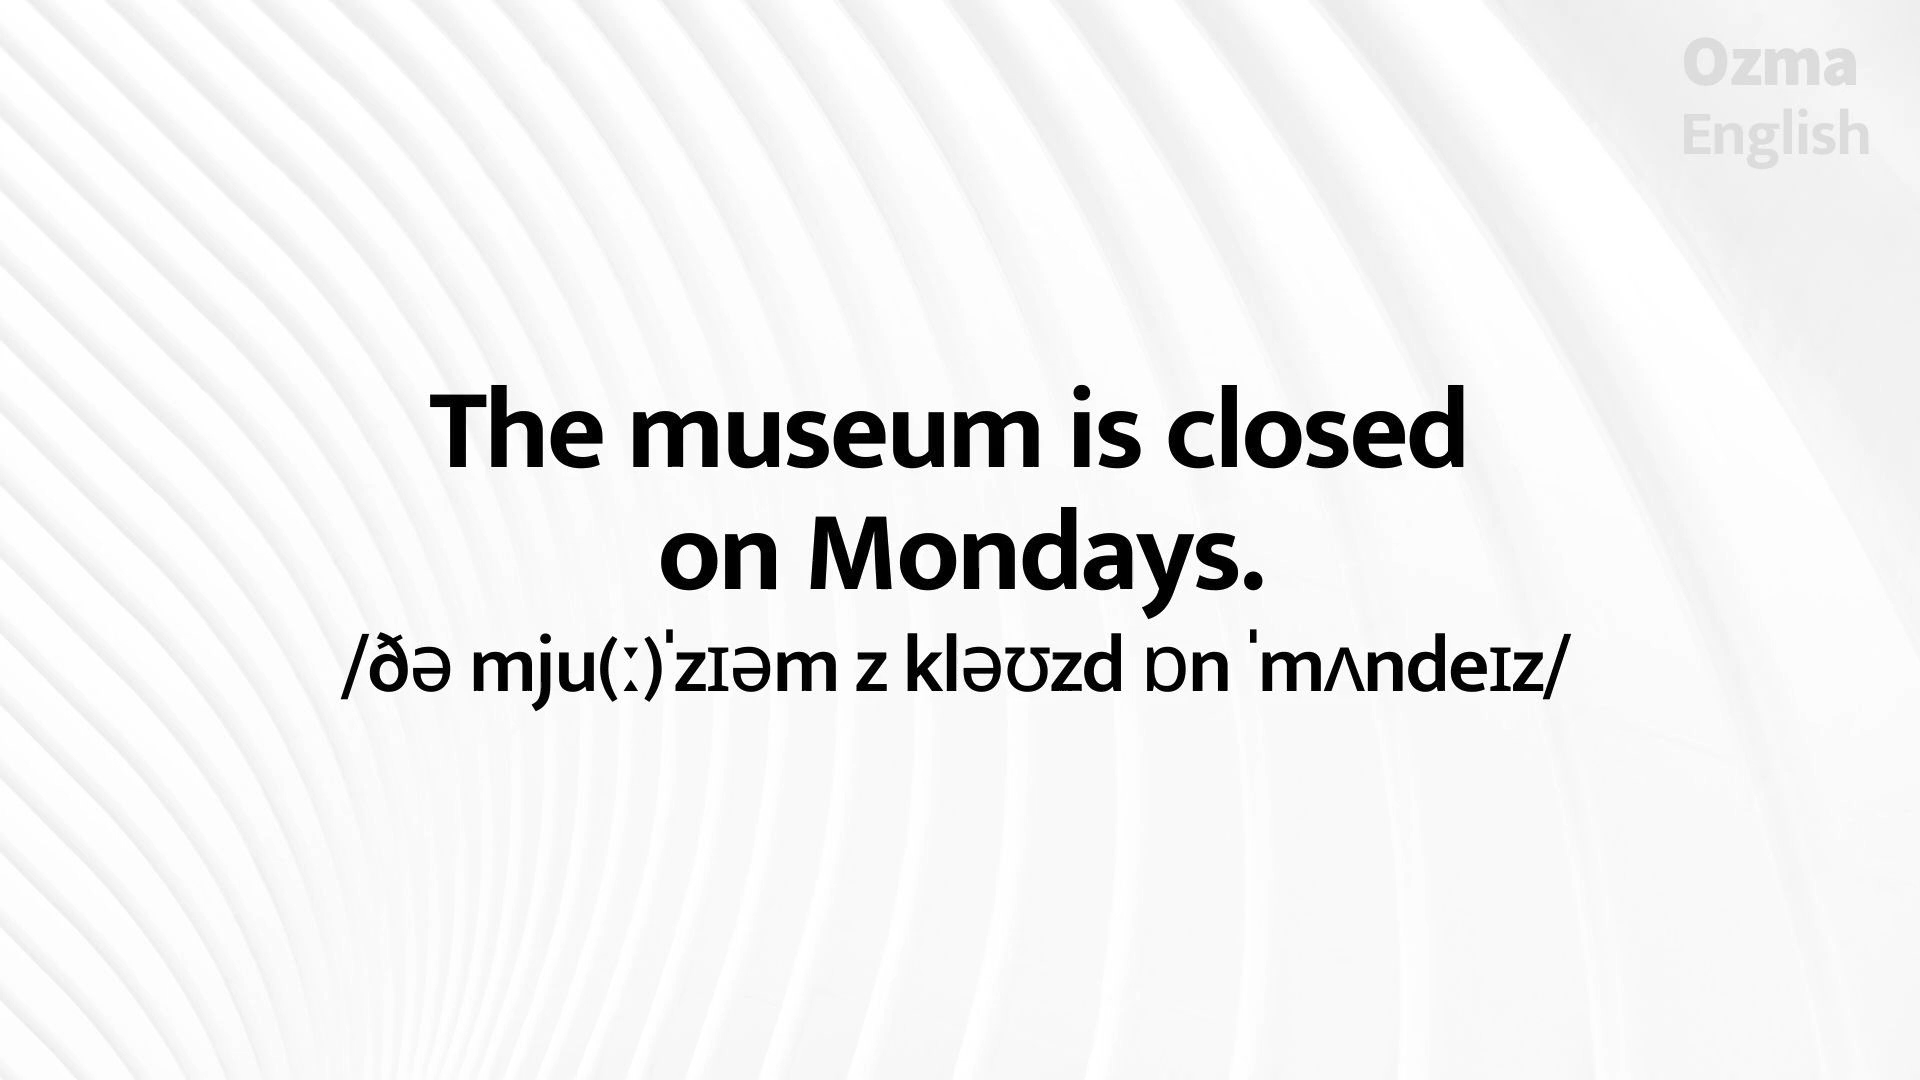 Ozma
English
The museum is closed
on Mondays.
/ðə mju(ː)ˈzɪəm z kləʊzd ɒn ˈmʌndeɪz/